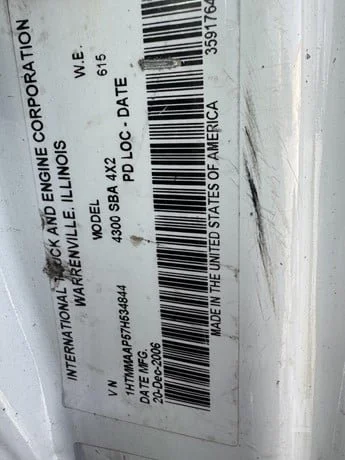 INTERNATIONAL TRUCK AND ENGINE CORPORATION
WARRENVILLE, ILLINOIS
MODEL W.E.
4300 SBA 4X2 615
PD LOC - DATE
V N
1HTMMAAP57H534844
DATE MFG.
20-Dec-2006
MADE IN THE UNITED STATES OF AMERICA
3591764